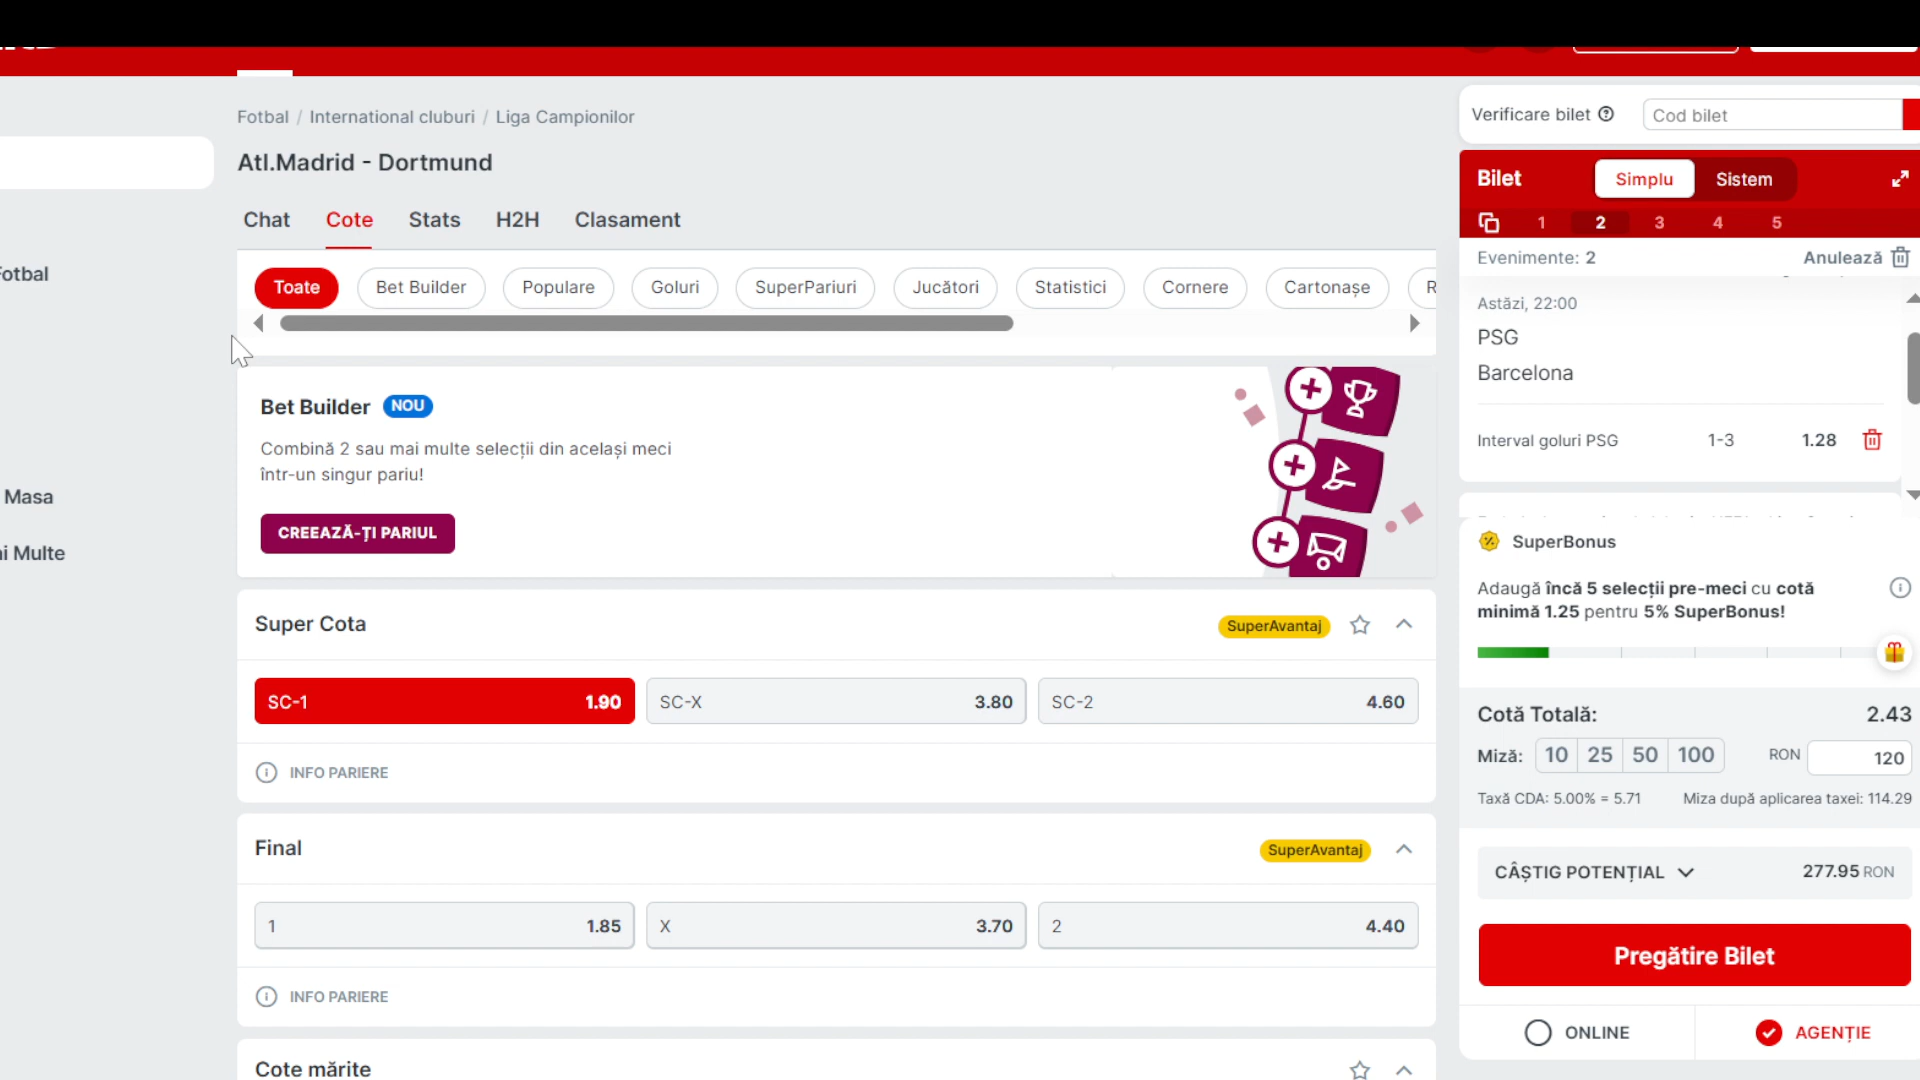 Fotbal / International cluburi / Liga Campionilor
Atl.Madrid - Dortmund
Chat Cote Stats H2H Clasament
Toate Bet Builder Populare Goluri SuperPariuri Jucători Statistici Cornere Cartonașe R
Fotbal
Masa
i Multe
Bet Builder NOU
Combină 2 sau mai multe selecții din același meci
într-un singur pariu!
CREEAZĂ-ȚI PARIUL
Super Cota SuperAvantaj
SC-1 1.90 SC-X 3.80 SC-2 4.60
INFO PARIERE
Final SuperAvantaj
1 1.85 X 3.70 2 4.40
INFO PARIERE
Cote mărite
Verificare bilet Cod bilet
Bilet Simplu Sistem
1 2 3 4 5
Evenimente: 2 Anulează
Astăzi, 22:00
PSG
Barcelona
Interval goluri PSG 1-3 1.28
SuperBonus
Adaugă încă 5 selecții pre-meci cu cotă
minimă 1.25 pentru 5% SuperBonus!
Cotă Totală: 2.43
Miză: 10 25 50 100 RON 120
Taxă CDA: 5.00% = 5.71 Miza după aplicarea taxei: 114.29
CÂȘTIG POTENȚIAL 277.95 RON
Pregătire Bilet
ONLINE AGENȚIE